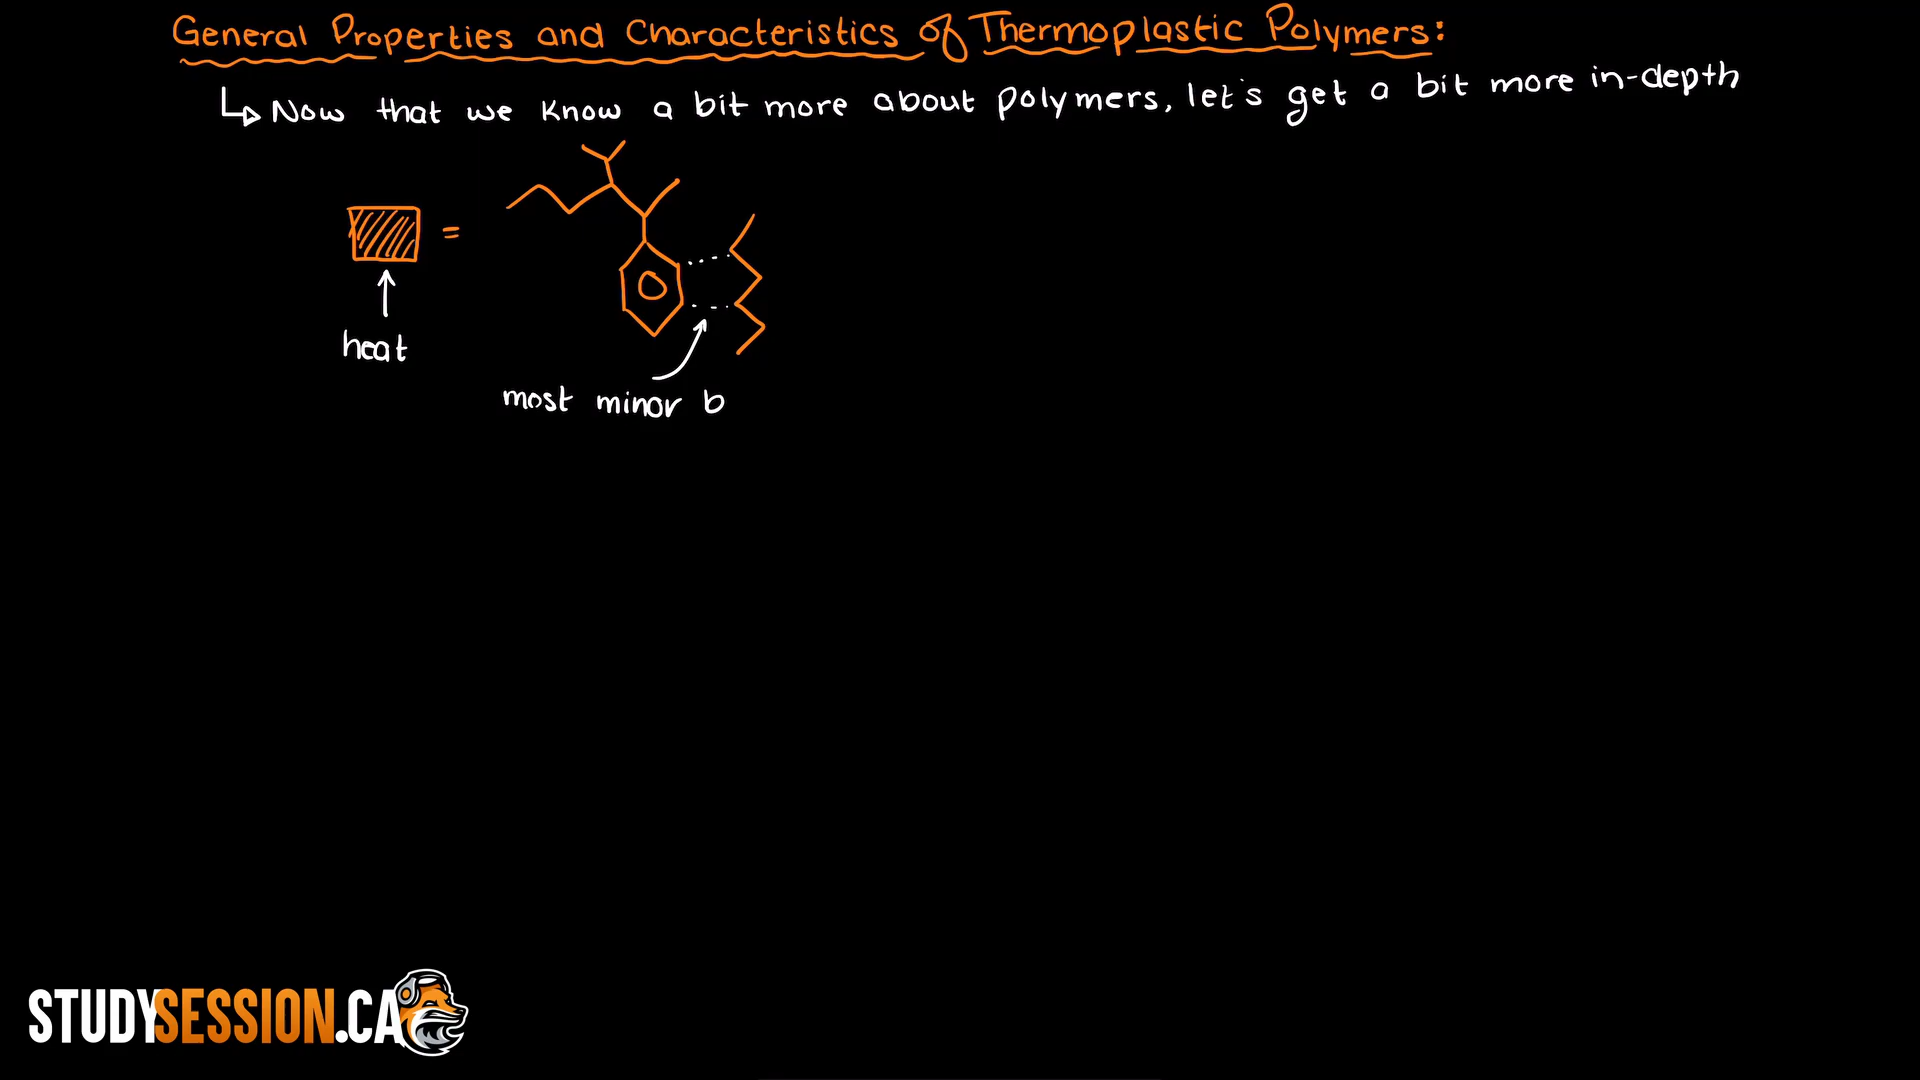 General Properties and Characteristics of Thermoplastic Polymers:
Now that we know a bit more about polymers, let's get a bit more in-depth
=
heat
most minor b
STUDYSESSION.CA